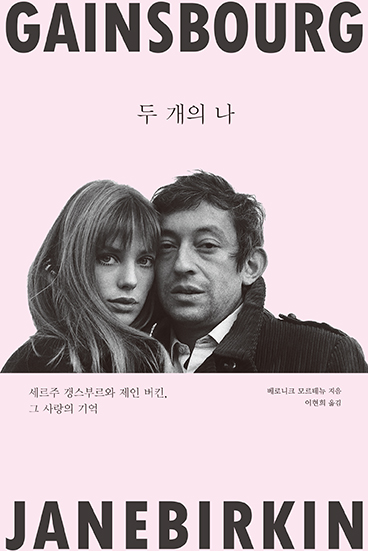 GAINSBOURG
두 개의 나
세르주 갱스부르와 제인 버킨,
그 사랑의 기억
베로니크 모르테뉴 지음
이현희 옮김
JANEBIRKIN